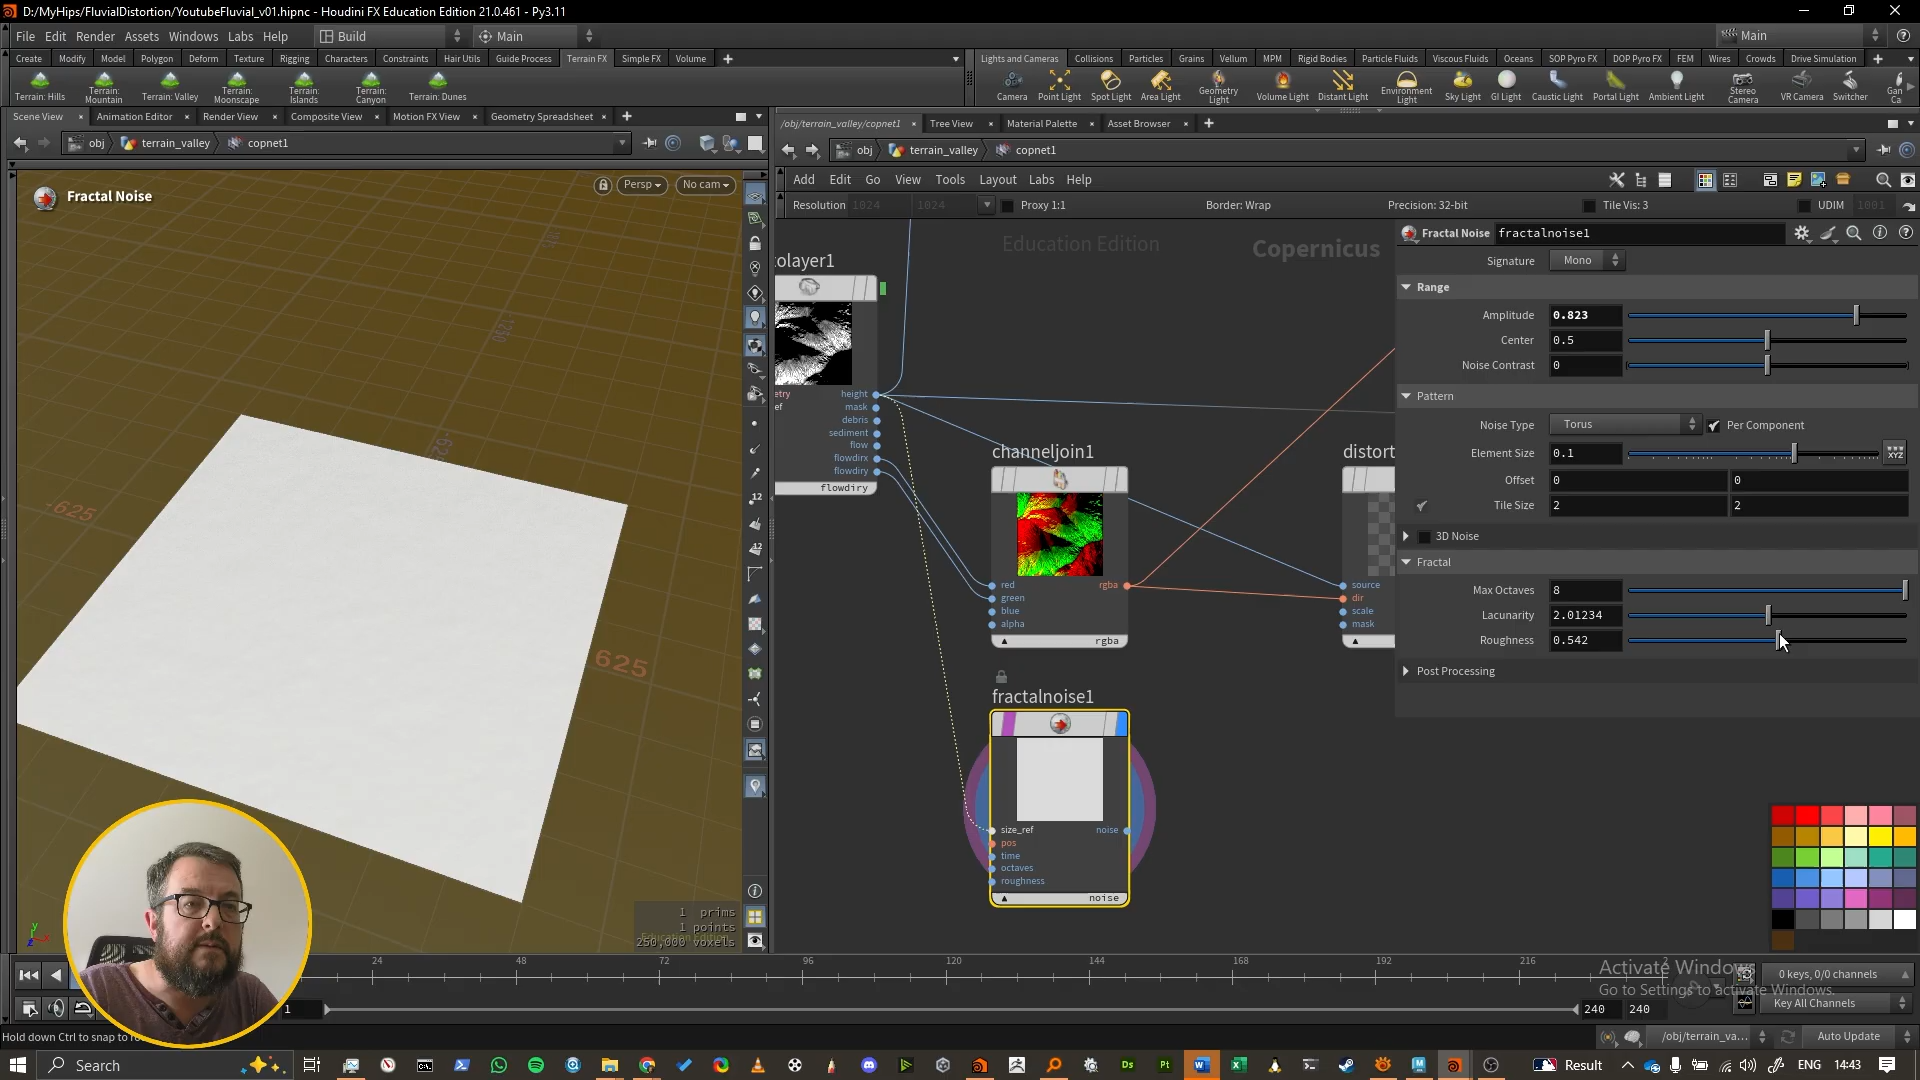 D:/MyHips/FluvialDistortion/YoutubeFluvial_v01.hipnc - Houdini FX Education Edition 21.0.461 - Py3.11
File Edit Render Assets Windows Labs Help Build Main Main
Create Modify Model Polygon Deform Texture Rigging Characters Constraints Hair Utils Guide Process Terrain FX Simple FX Volume
Lights and Cameras Collisions Particles Grains Vellum MPM Rigid Bodies Particle Fluids Viscous Fluids Oceans SOP Pyro FX DOP Pyro FX FEM Wires Crowds Drive Simulation
Terrain: Hills Terrain: Mountain Terrain: Valley Terrain: Moonscape Terrain: Islands Terrain: Canyon Terrain: Dunes
Camera Point Light Spot Light Area Light Geometry Light Volume Light Distant Light Environment Light Sky Light GI Light Caustic Light Portal Light Ambient Light Stereo Camera VR Camera Switcher
Scene View Animation Editor Render View Composite View Motion FX View Geometry Spreadsheet
/obj/terrain_valley/copnet1 Tree View Material Palette Asset Browser
obj terrain_valley copnet1
obj terrain_valley copnet1
Add Edit Go View Tools Layout Labs Help
Resolution 1024 1024 Proxy 1:1 Border: Wrap Precision: 32-bit Tile Vis: 3 UDIM 1001
Fractal Noise
Persp No cam
Education Edition
Copernicus
Fractal Noise fractalnoise1
Signature Mono
Range
Amplitude 0.823
Center 0.5
Noise Contrast 0
Pattern
Noise Type Torus Per Component
Element Size 0.1
Offset 0 0
Tile Size 2 2
3D Noise
Fractal
Max Octaves 8
Lacunarity 2.01234
Roughness 0.542
Post Processing
olayer1
etry height
ef mask
debris
sediment
flow
flowdirx
flowdiry
flowdiry
channeljoin1
red rgba
green
blue
alpha
rgba
distort
source
dir
scale
mask
fractalnoise1
size_ref noise
pos
time
octaves
roughness
noise
-625
625
1 prims
1 points
250,000 voxels
24 48 72 96 120 144 168 192 216
Activate Windows
Go to Settings to activate Windows.
0 keys, 0/0 channels
1 240 240
Key All Channels
Hold down Ctrl to snap to ro
/obj/terrain_va... Auto Update
Search
Result ENG 14:43